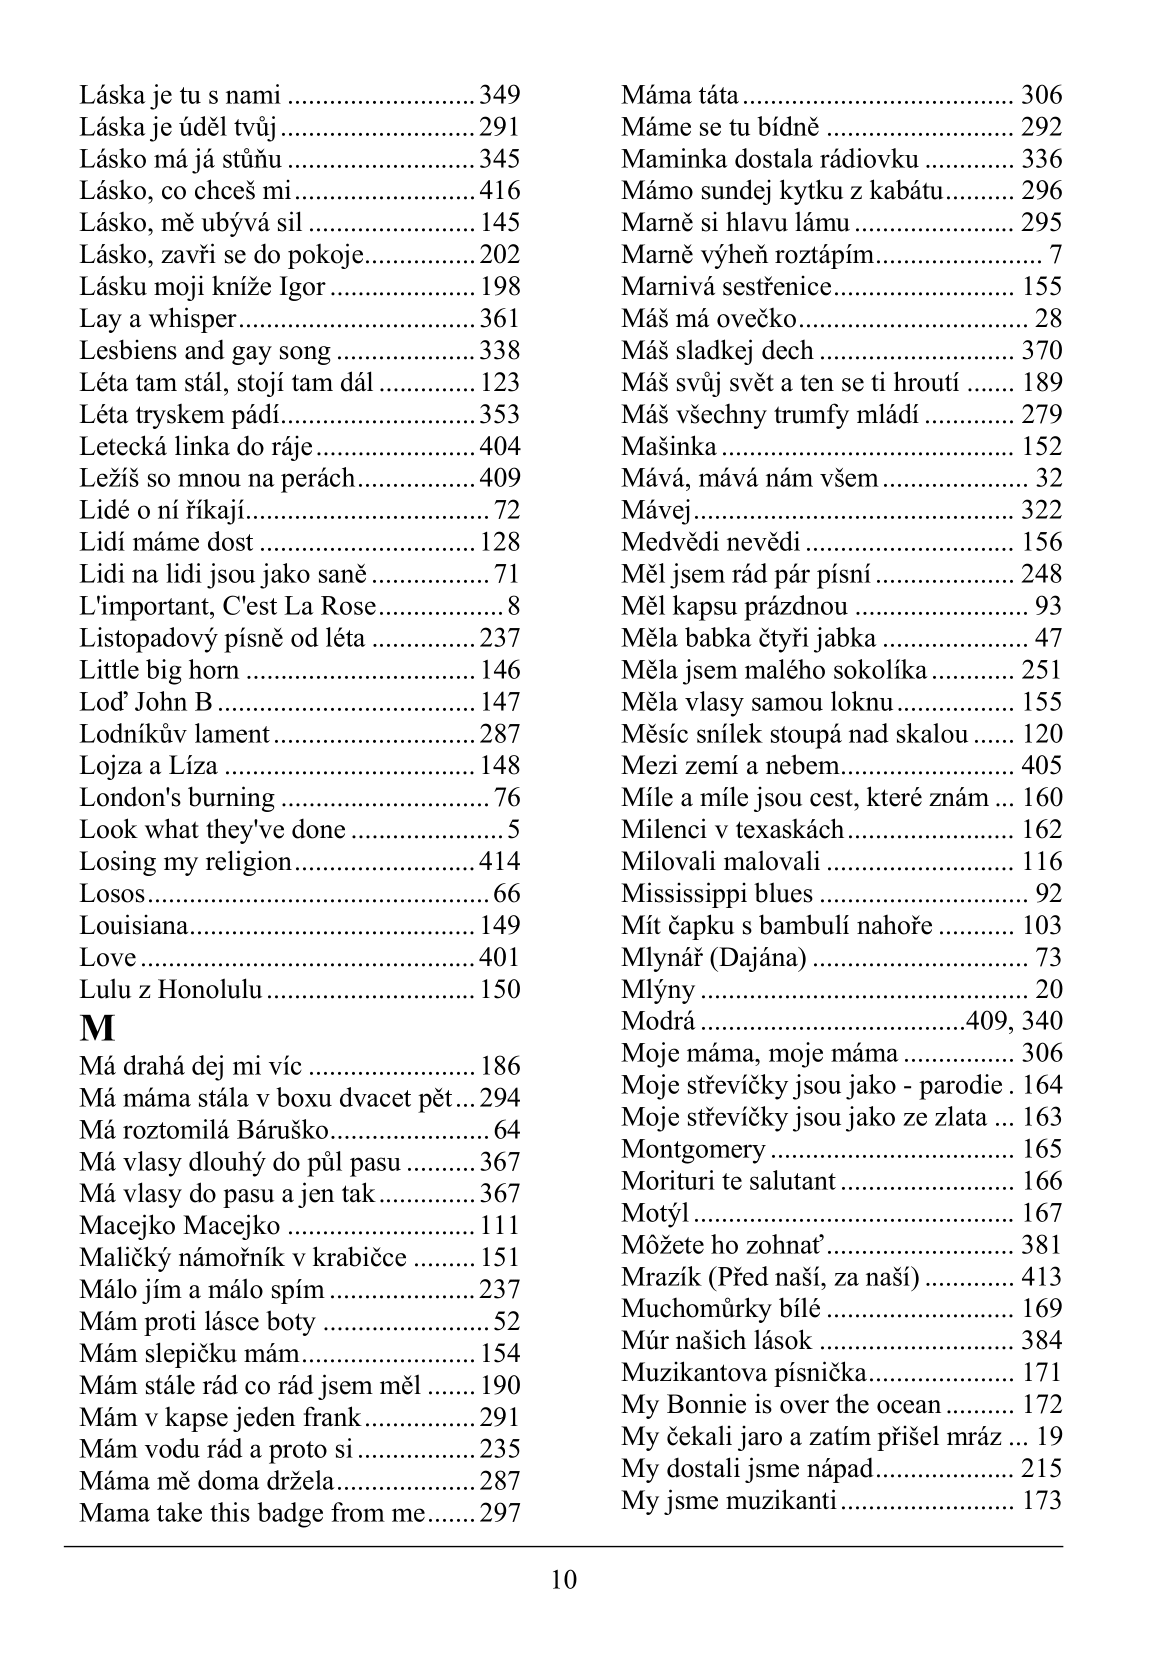 Láska je tu s nami ........................... 349
Láska je úděl tvůj ............................ 291
Lásko má já stůňu ........................... 345
Lásko, co chceš mi .......................... 416
Lásko, mě ubývá sil ........................ 145
Lásko, zavři se do pokoje................ 202
Lásku moji kníže Igor ..................... 198
Lay a whisper.................................. 361
Lesbiens and gay song .................... 338
Léta tam stál, stojí tam dál .............. 123
Léta tryskem pádí............................ 353
Letecká linka do ráje ....................... 404
Ležíš so mnou na perách................. 409
Lidé o ní říkají................................... 72
Lidí máme dost ............................... 128
Lidi na lidi jsou jako saně ................. 71
L'important, C'est La Rose.................. 8
Listopadový písně od léta ............... 237
Little big horn ................................. 146
Loď John B ..................................... 147
Lodníkův lament ............................. 287
Lojza a Líza .................................... 148
London's burning .............................. 76
Look what they've done ...................... 5
Losing my religion .......................... 414
Losos ................................................. 66
Louisiana......................................... 149
Love ................................................ 401
Lulu z Honolulu .............................. 150
M
Má drahá dej mi víc ........................ 186
Má máma stála v boxu dvacet pět ... 294
Má roztomilá Báruško....................... 64
Má vlasy dlouhý do půl pasu .......... 367
Má vlasy do pasu a jen tak .............. 367
Macejko Macejko ........................... 111
Maličký námořník v krabičce ......... 151
Málo jím a málo spím ..................... 237
Mám proti lásce boty ........................ 52
Mám slepičku mám......................... 154
Mám stále rád co rád jsem měl ....... 190
Mám v kapse jeden frank ................ 291
Mám vodu rád a proto si ................. 235
Máma mě doma držela.................... 287
Mama take this badge from me ....... 297
Máma táta ....................................... 306
Máme se tu bídně ........................... 292
Maminka dostala rádiovku ............. 336
Mámo sundej kytku z kabátu.......... 296
Marně si hlavu lámu ....................... 295
Marně výheň roztápím........................ 7
Marnivá sestřenice.......................... 155
Máš má ovečko................................. 28
Máš sladkej dech ............................ 370
Máš svůj svět a ten se ti hroutí ....... 189
Máš všechny trumfy mládí ............. 279
Mašinka .......................................... 152
Mává, mává nám všem ..................... 32
Mávej .............................................. 322
Medvědi nevědi .............................. 156
Měl jsem rád pár písní .................... 248
Měl kapsu prázdnou ......................... 93
Měla babka čtyři jabka ..................... 47
Měla jsem malého sokolíka ............ 251
Měla vlasy samou loknu ................. 155
Měsíc snílek stoupá nad skalou ...... 120
Mezi zemí a nebem......................... 405
Míle a míle jsou cest, které znám ... 160
Milenci v texaskách ........................ 162
Milovali malovali ........................... 116
Mississippi blues .............................. 92
Mít čapku s bambulí nahoře ........... 103
Mlynář (Dajána) ............................... 73
Mlýny ............................................... 20
Modrá ......................................409, 340
Moje máma, moje máma ................ 306
Moje střevíčky jsou jako - parodie . 164
Moje střevíčky jsou jako ze zlata ... 163
Montgomery ................................... 165
Morituri te salutant ......................... 166
Motýl .............................................. 167
Môžete ho zohnať ........................... 381
Mrazík (Před naší, za naší) ............. 413
Muchomůrky bílé ........................... 169
Múr našich lások ............................ 384
Muzikantova písnička..................... 171
My Bonnie is over the ocean .......... 172
My čekali jaro a zatím přišel mráz ... 19
My dostali jsme nápad.................... 215
My jsme muzikanti ......................... 173
10